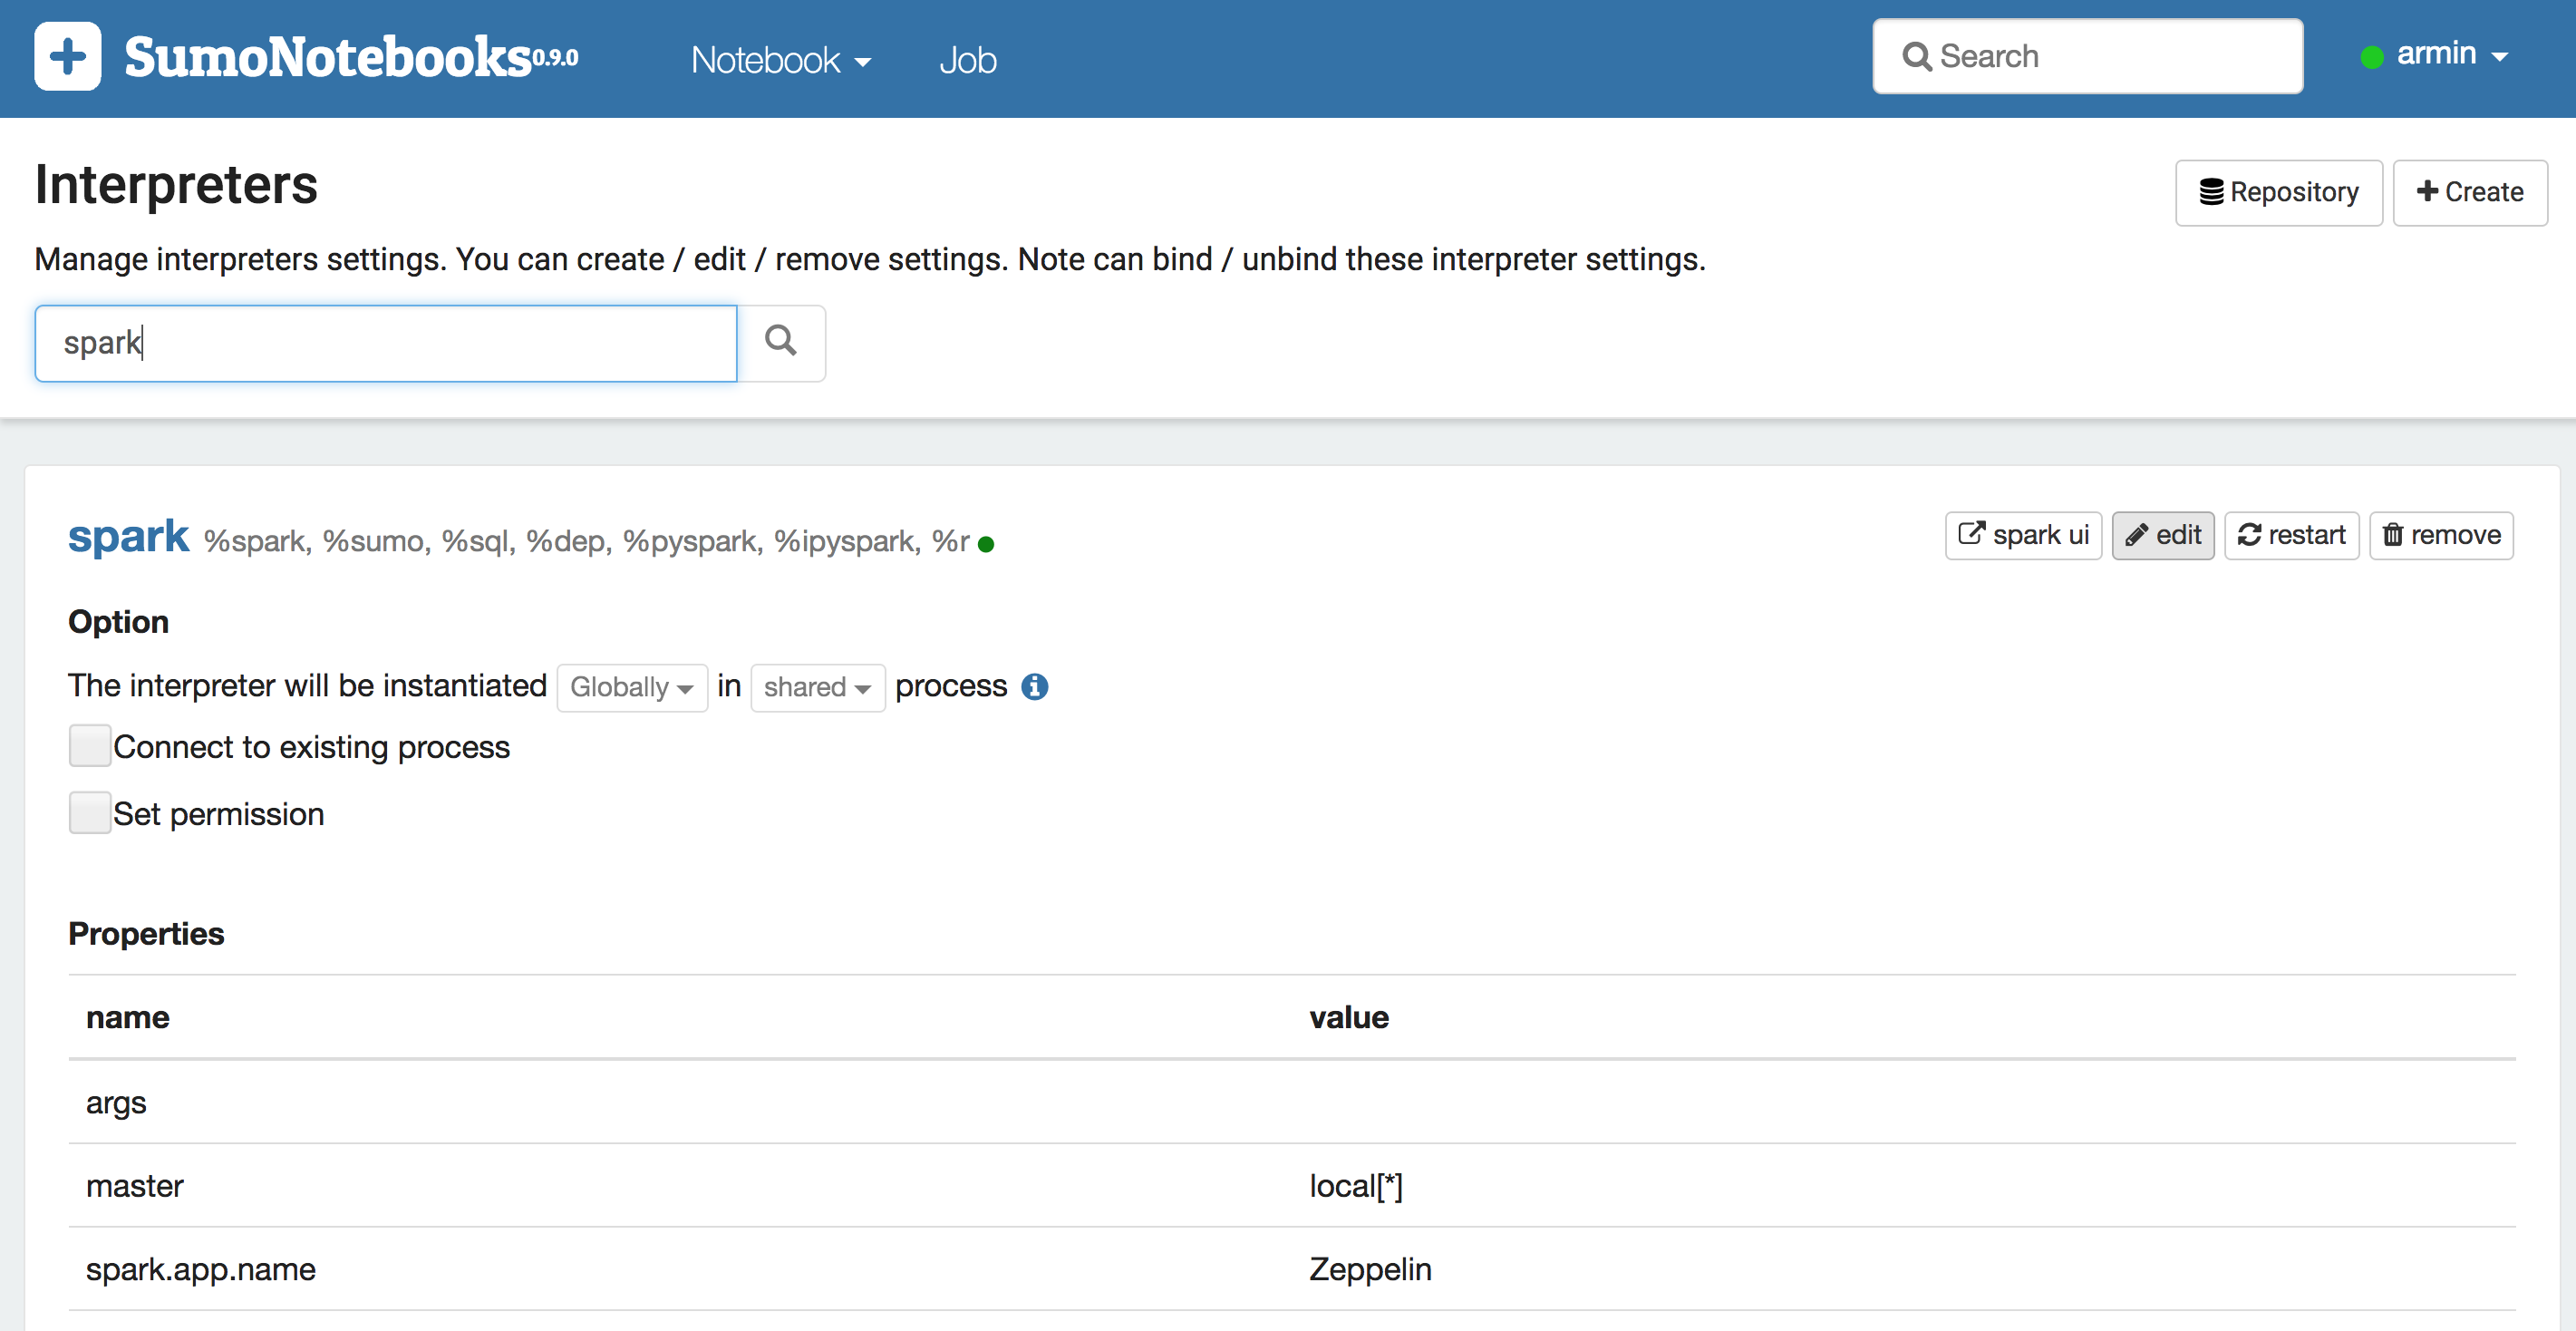 SumoNotebooks 0.9.0 Notebook Job Search armin
Interpreters
Repository Create
Manage interpreters settings. You can create / edit / remove settings. Note can bind / unbind these interpreter settings.
spark
spark %spark, %sumo, %sql, %dep, %pyspark, %ipyspark, %r spark ui edit restart remove
Option
The interpreter will be instantiated Globally in shared process
Connect to existing process
Set permission
Properties
name value
args
master local[*]
spark.app.name Zeppelin